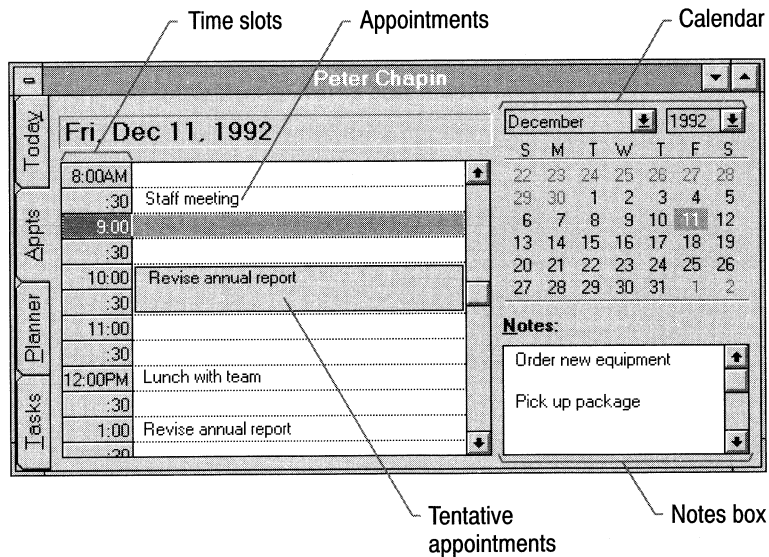 Time slots
Appointments
Calendar
Peter Chapin
Today
Appts
Planner
Tasks
Fri, Dec 11, 1992
8:00AM
:30 Staff meeting
9:00
:30
10:00 Revise annual report
:30
11:00
:30
12:00PM Lunch with team
:30
1:00 Revise annual report
:30
December 1992
S M T W T F S
22 23 24 25 26 27 28
29 30 1 2 3 4 5
6 7 8 9 10 11 12
13 14 15 16 17 18 19
20 21 22 23 24 25 26
27 28 29 30 31 1 2
Notes:
Order new equipment
Pick up package
Tentative
appointments
Notes box